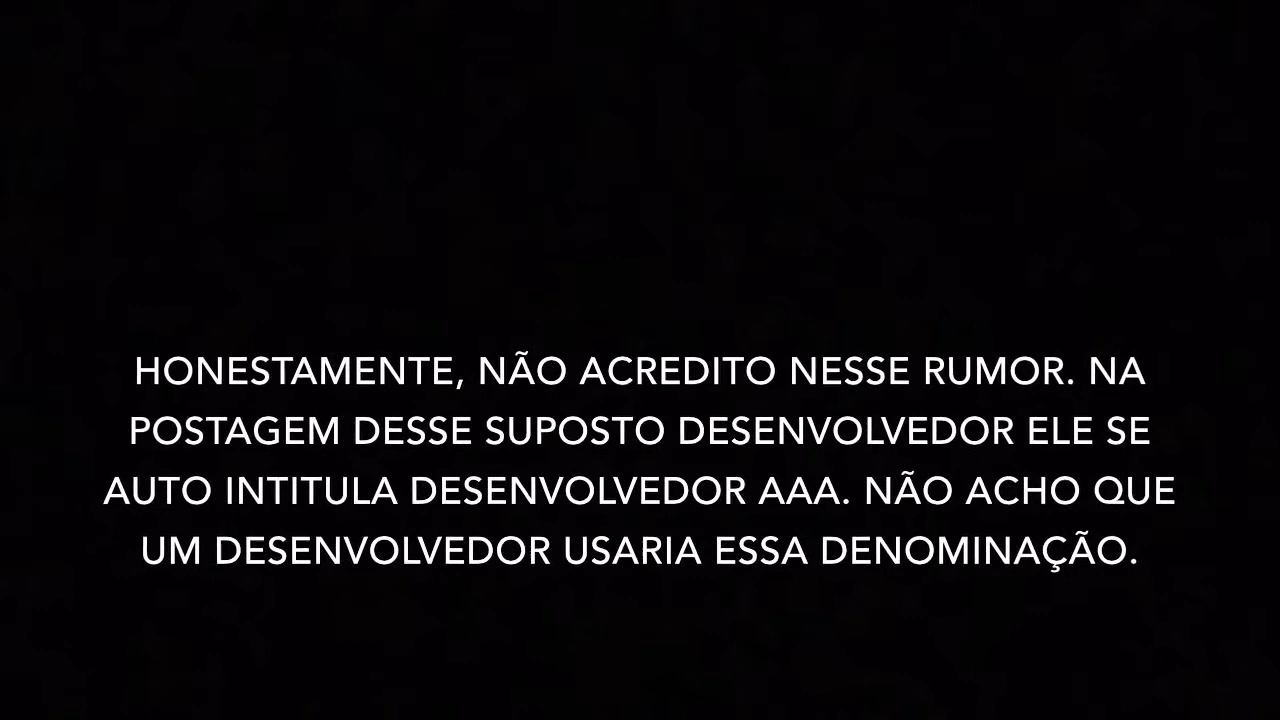 HONESTAMENTE, NÃO ACREDITO NESSE RUMOR. NA
POSTAGEM DESSE SUPOSTO DESENVOLVEDOR ELE SE
AUTO INTITULA DESENVOLVEDOR AAA. NÃO ACHO QUE
UM DESENVOLVEDOR USARIA ESSA DENOMINAÇÃO.